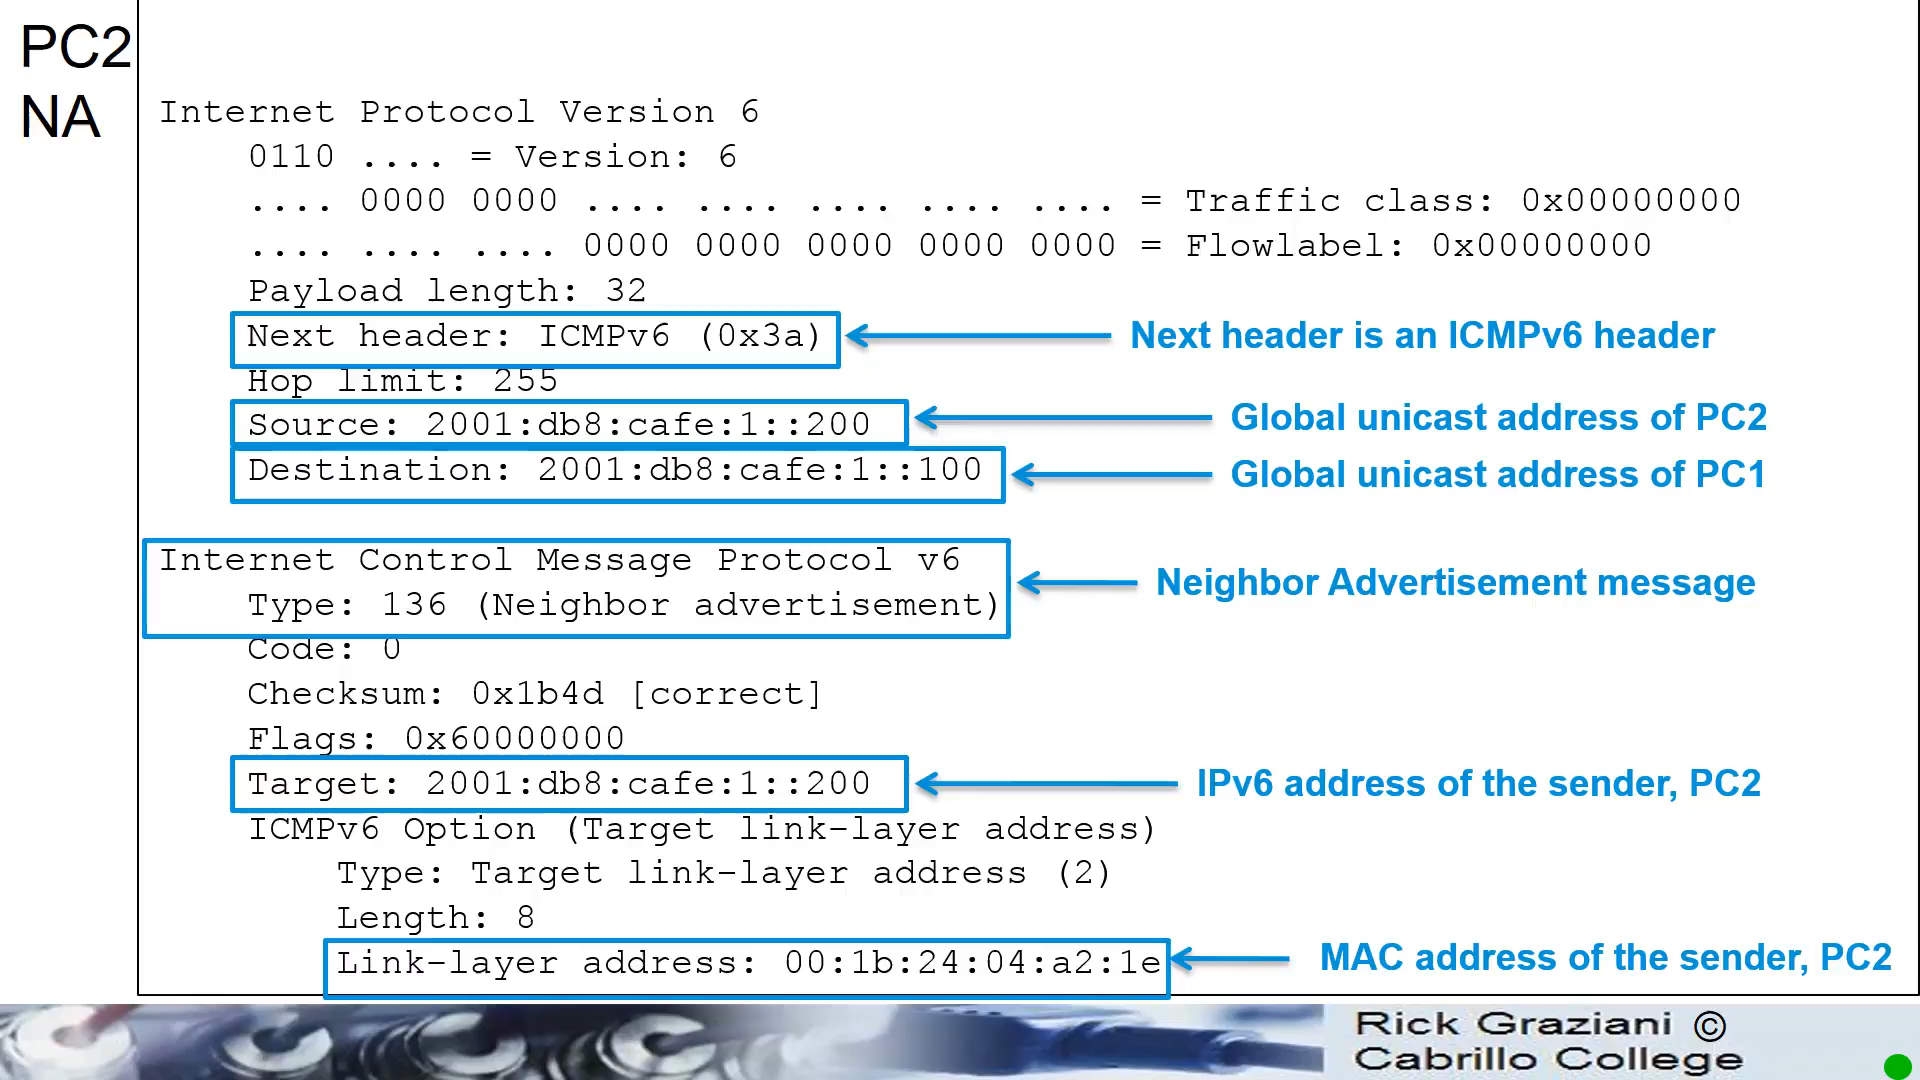 PC2
NA
Internet Protocol Version 6
0110 .... = Version: 6
.... 0000 0000 .... .... .... .... .... = Traffic class: 0x00000000
.... .... .... 0000 0000 0000 0000 0000 = Flowlabel: 0x00000000
Payload length: 32
Next header: ICMPv6 (0x3a)
Next header is an ICMPv6 header
Hop limit: 255
Source: 2001:db8:cafe:1::200
Global unicast address of PC2
Destination: 2001:db8:cafe:1::100
Global unicast address of PC1
Internet Control Message Protocol v6
Neighbor Advertisement message
Type: 136 (Neighbor advertisement)
Code: 0
Checksum: 0x1b4d [correct]
Flags: 0x60000000
Target: 2001:db8:cafe:1::200
IPv6 address of the sender, PC2
ICMPv6 Option (Target link-layer address)
Type: Target link-layer address (2)
Length: 8
Link-layer address: 00:1b:24:04:a2:1e
MAC address of the sender, PC2
Rick Graziani ©
Cabrillo College